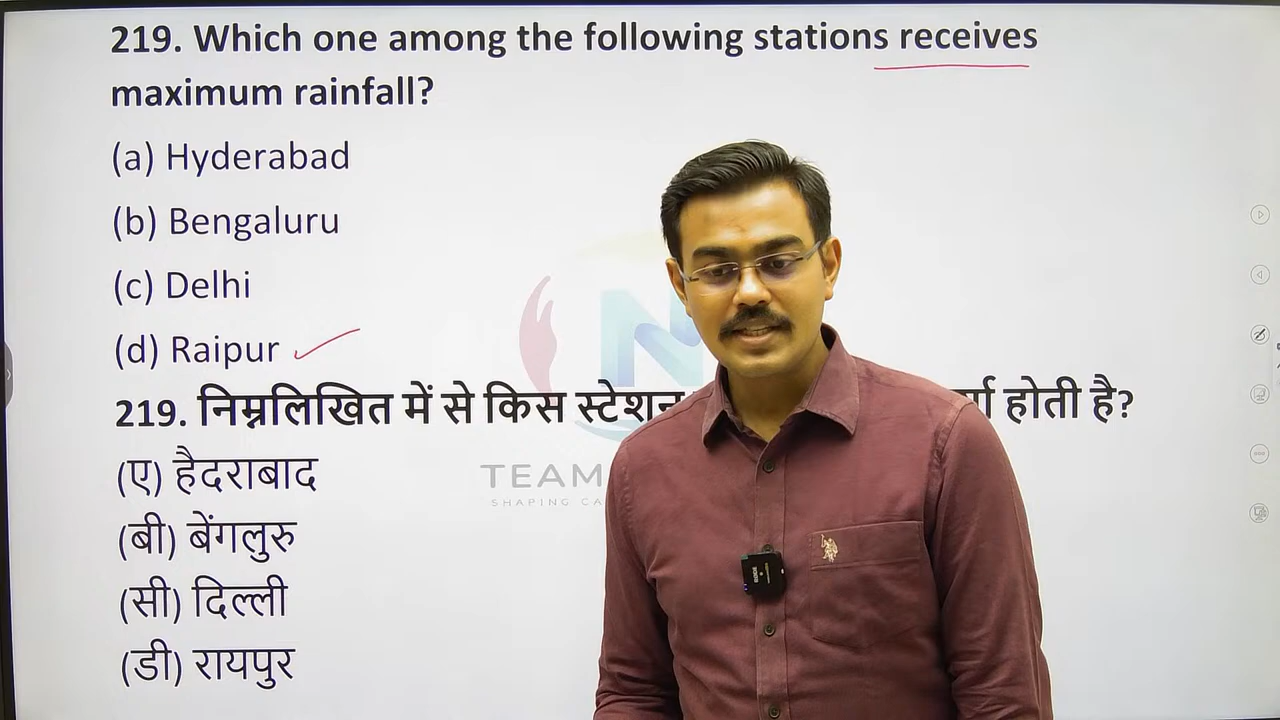 219. Which one among the following stations receives
maximum rainfall?
(a) Hyderabad
(b) Bengaluru
(c) Delhi
(d) Raipur
219. निम्नलिखित में से किस स्टेशन होती है?
(ए) हैदराबाद
(बी) बेंगलुरु
(सी) दिल्ली
(डी) रायपुर
TEAM
SHAPING